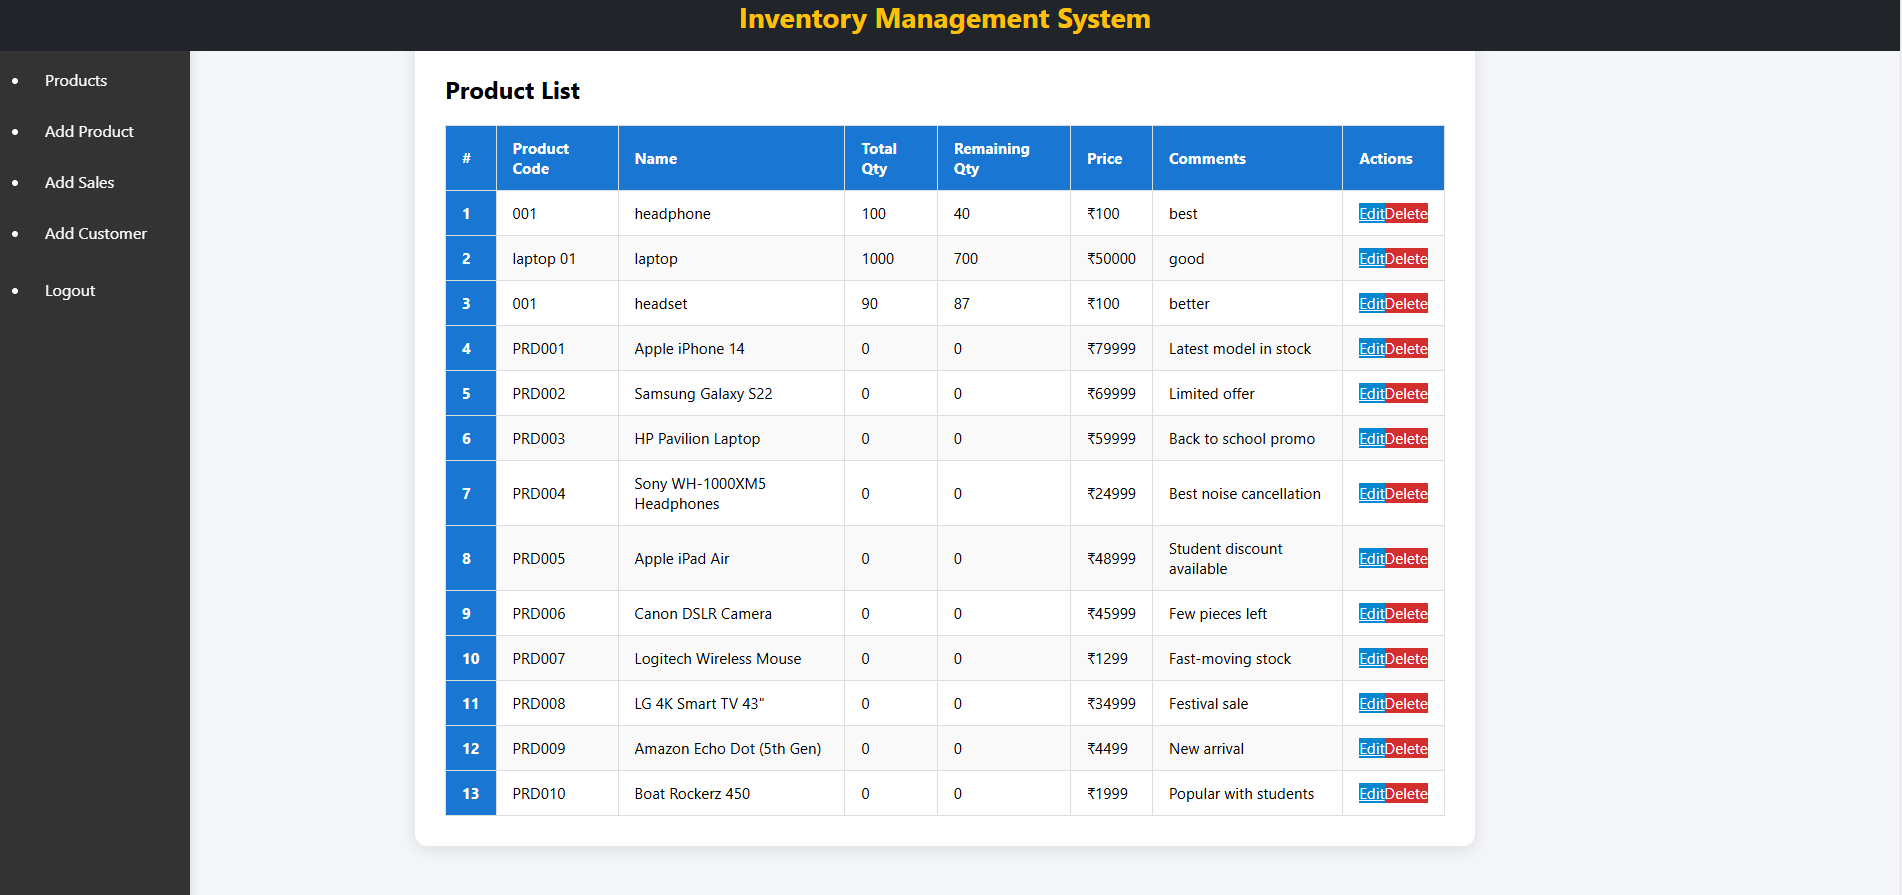 Inventory Management System
Products
Add Product
Add Sales
Add Customer
Logout
Product List
# Product Code Name Total Qty Remaining Qty Price Comments Actions
1 001 headphone 100 40 ₹100 best EditDelete
2 laptop 01 laptop 1000 700 ₹50000 good EditDelete
3 001 headset 90 87 ₹100 better EditDelete
4 PRD001 Apple iPhone 14 0 0 ₹79999 Latest model in stock EditDelete
5 PRD002 Samsung Galaxy S22 0 0 ₹69999 Limited offer EditDelete
6 PRD003 HP Pavilion Laptop 0 0 ₹59999 Back to school promo EditDelete
7 PRD004 Sony WH-1000XM5 Headphones 0 0 ₹24999 Best noise cancellation EditDelete
8 PRD005 Apple iPad Air 0 0 ₹48999 Student discount available EditDelete
9 PRD006 Canon DSLR Camera 0 0 ₹45999 Few pieces left EditDelete
10 PRD007 Logitech Wireless Mouse 0 0 ₹1299 Fast-moving stock EditDelete
11 PRD008 LG 4K Smart TV 43" 0 0 ₹34999 Festival sale EditDelete
12 PRD009 Amazon Echo Dot (5th Gen) 0 0 ₹4499 New arrival EditDelete
13 PRD010 Boat Rockerz 450 0 0 ₹1999 Popular with students EditDelete